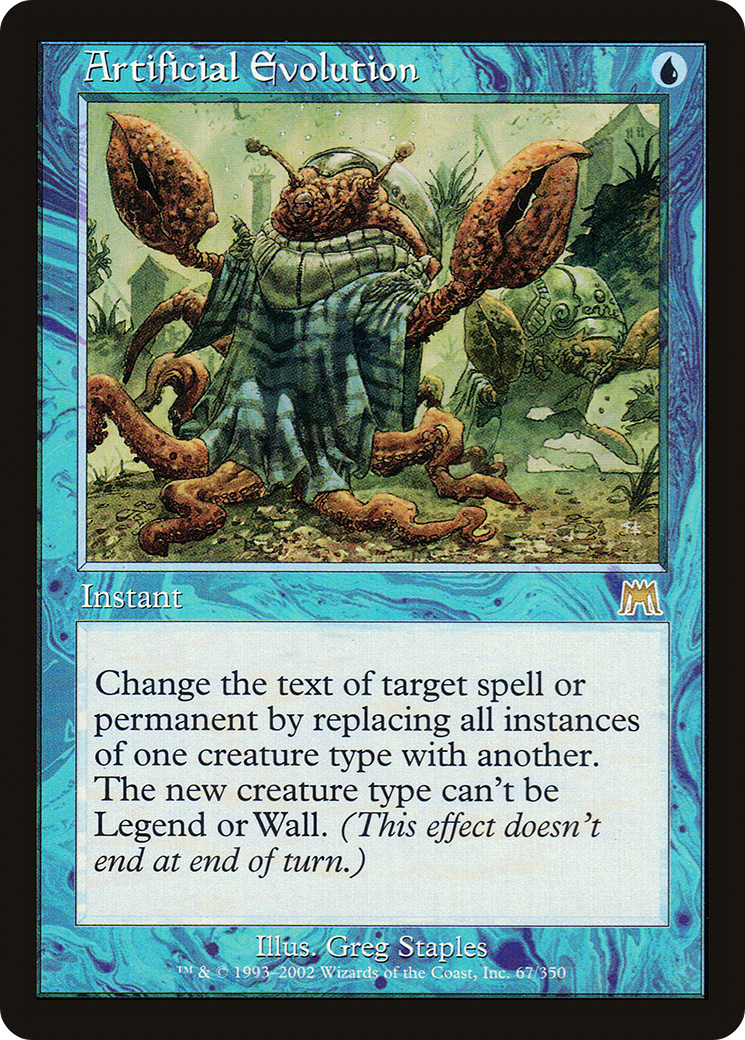 Artificial Evolution
Instant
Change the text of target spell or
permanent by replacing all instances
of one creature type with another.
The new creature type can't be
Legend or Wall. (This effect doesn't
end at end of turn.)
Illus. Greg Staples
™ & © 1993–2002 Wizards of the Coast, Inc. 67/350